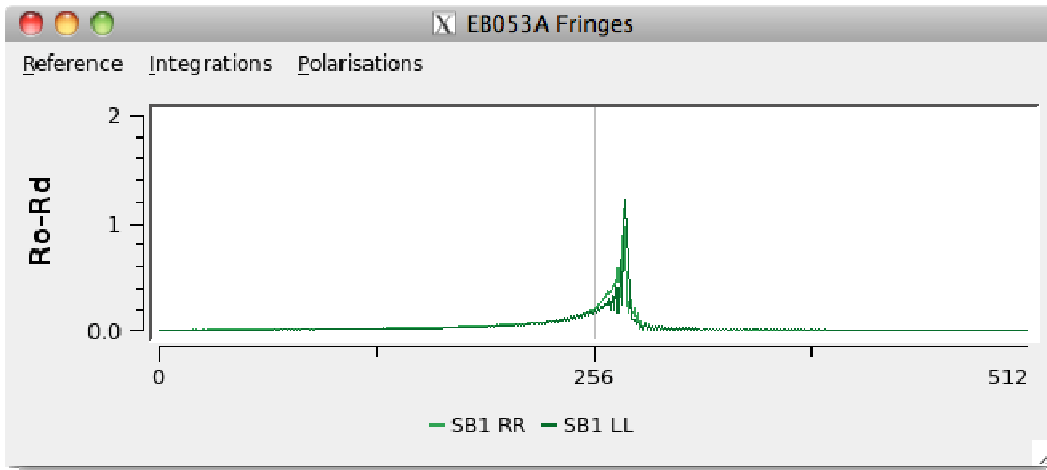 EB053A Fringes
Reference Integrations Polarisations
2
1
0.0
Ro-Rd
0 256 512
SB1 RR SB1 LL